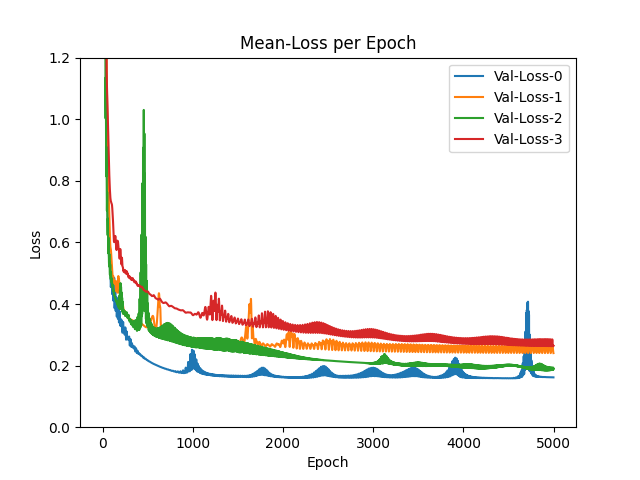 Mean-Loss per Epoch
1.2
1.0
0.8
0.6
0.4
0.2
0.0
Loss
Val-Loss-0
Val-Loss-1
Val-Loss-2
Val-Loss-3
0 1000 2000 3000 4000 5000
Epoch